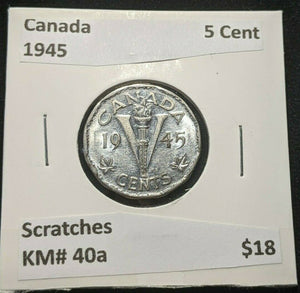 Canada 5 Cent
1945
CANADA
19 V 45
CENTS
Scratches
KM# 40a $18